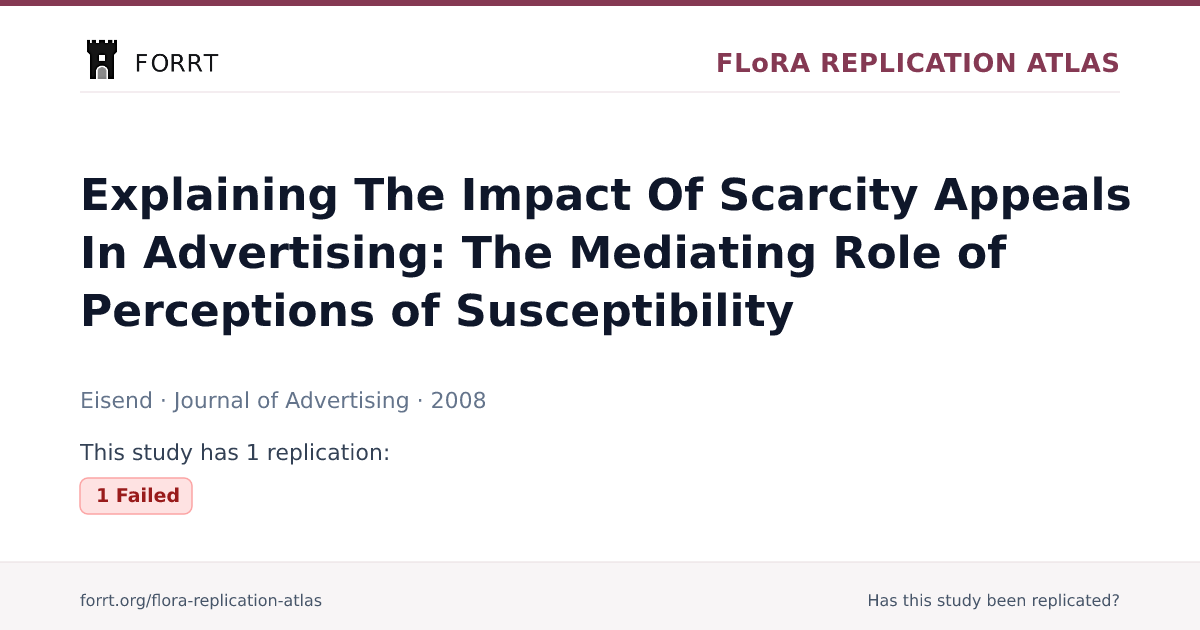 FORRT
FLoRA REPLICATION ATLAS
Explaining The Impact Of Scarcity Appeals
In Advertising: The Mediating Role of
Perceptions of Susceptibility
Eisend · Journal of Advertising · 2008
This study has 1 replication:
1 Failed
forrt.org/flora-replication-atlas
Has this study been replicated?